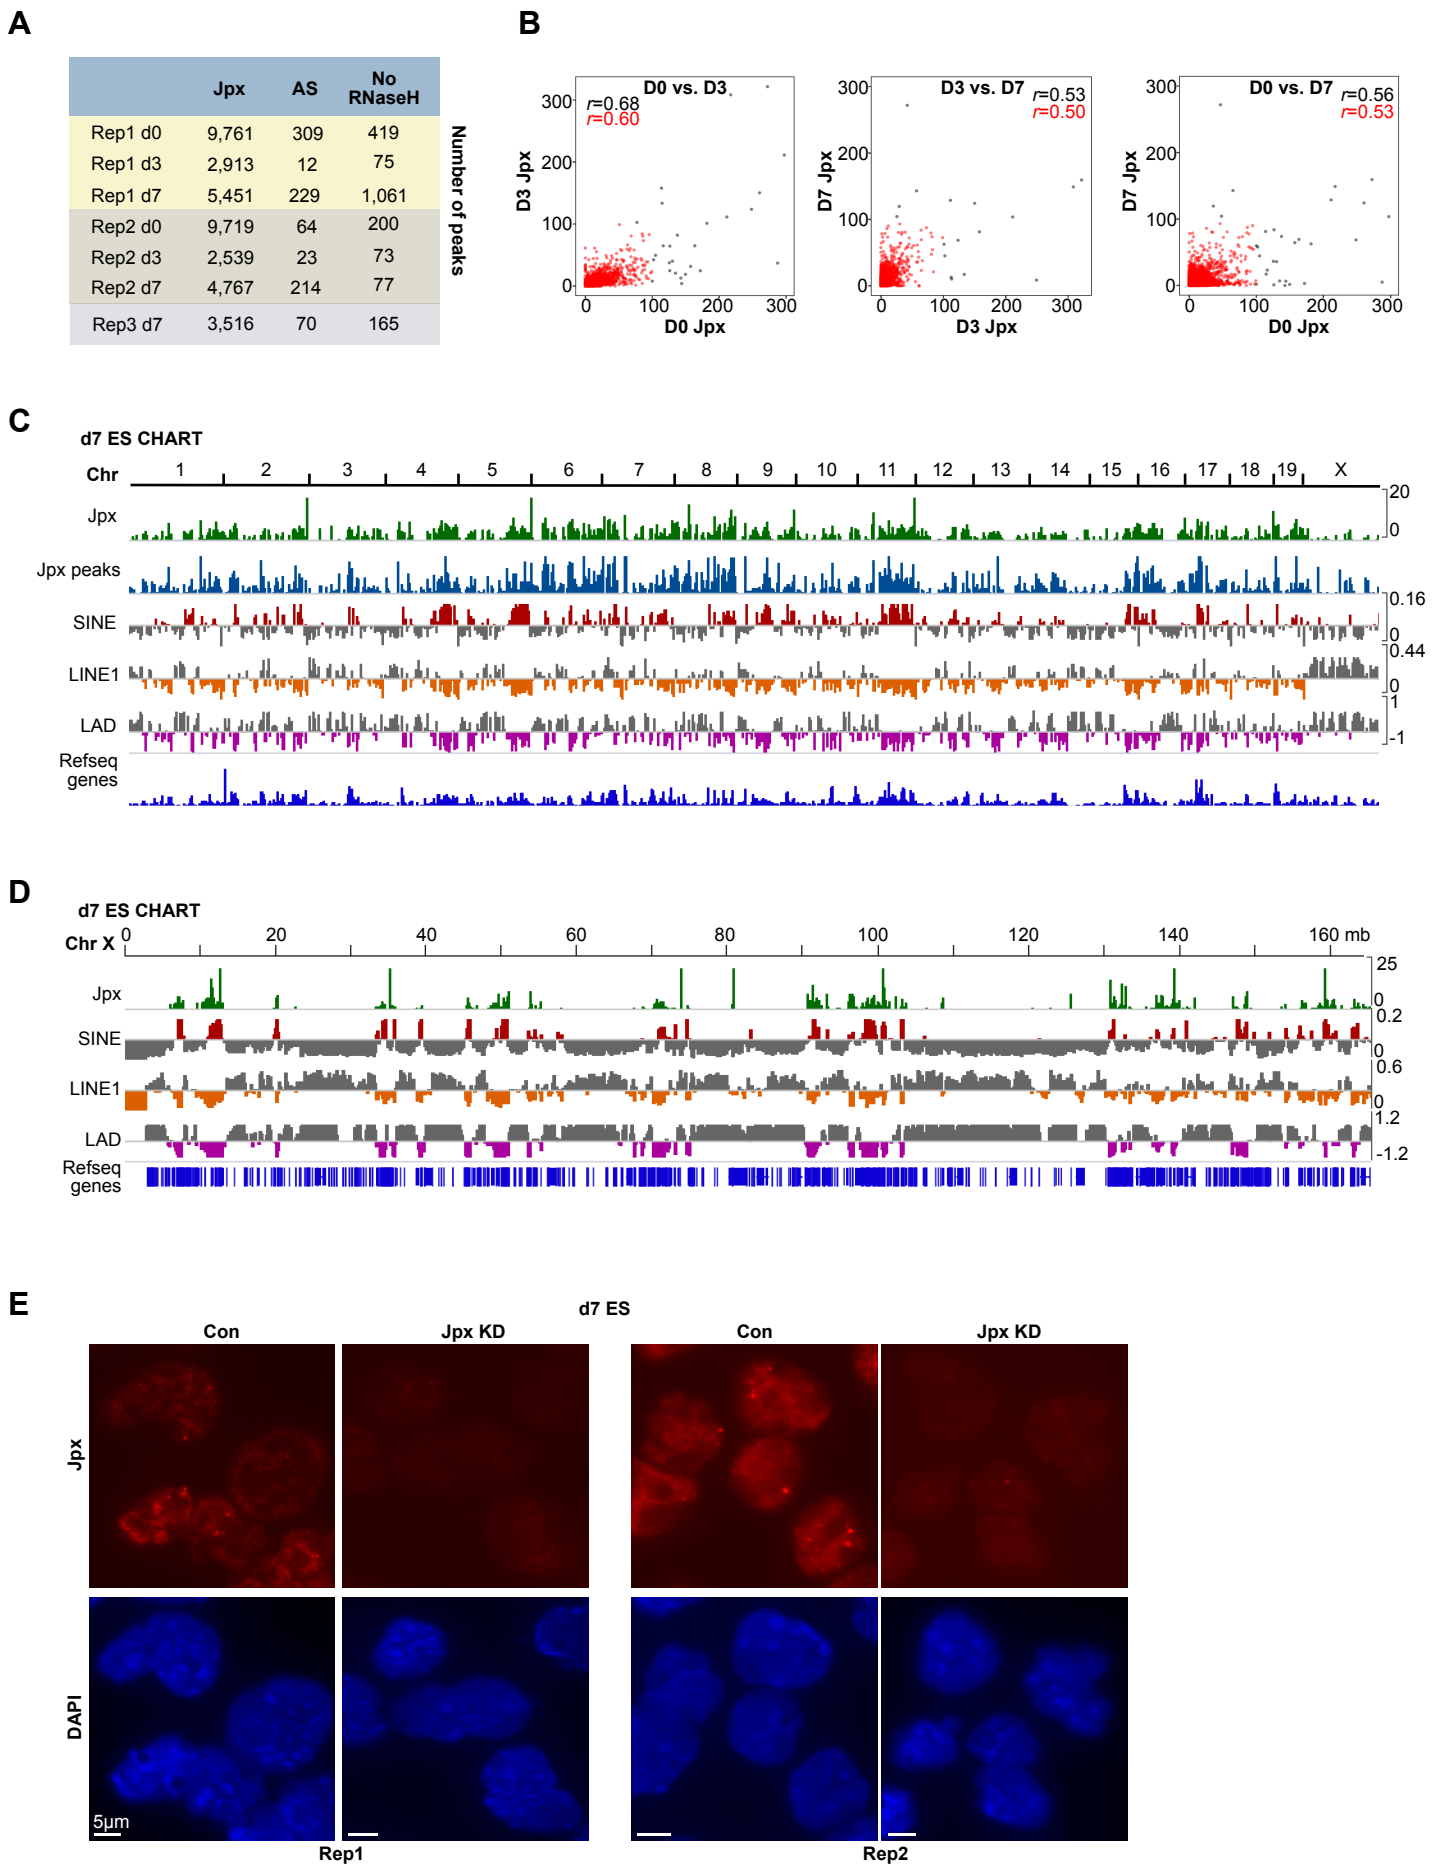 A
Jpx AS No RNaseH
Rep1 d0 9,761 309 419
Rep1 d3 2,913 12 75
Rep1 d7 5,451 229 1,061
Rep2 d0 9,719 64 200
Rep2 d3 2,539 23 73
Rep2 d7 4,767 214 77
Rep3 d7 3,516 70 165
Number of peaks
B
D0 vs. D3
r=0.68
r=0.60
D3 Jpx
300
200
100
0
0 100 200 300
D0 Jpx
D3 vs. D7
r=0.53
r=0.50
D7 Jpx
300
200
100
0
0 100 200 300
D3 Jpx
D0 vs. D7
r=0.56
r=0.53
D7 Jpx
300
200
100
0
0 100 200 300
D0 Jpx
C
d7 ES CHART
Chr 1 2 3 4 5 6 7 8 9 10 11 12 13 14 15 16 17 18 19 X
Jpx 20 0
Jpx peaks
SINE 0.16 0
LINE1 0.44 0
LAD 1 -1
Refseq
genes
D
d7 ES CHART
Chr X 0 20 40 60 80 100 120 140 160 mb
Jpx 25 0
SINE 0.2 0
LINE1 0.6 0
LAD 1.2 -1.2
Refseq
genes
E
d7 ES
Con Jpx KD Con Jpx KD
Jpx
DAPI
5μm
Rep1 Rep2